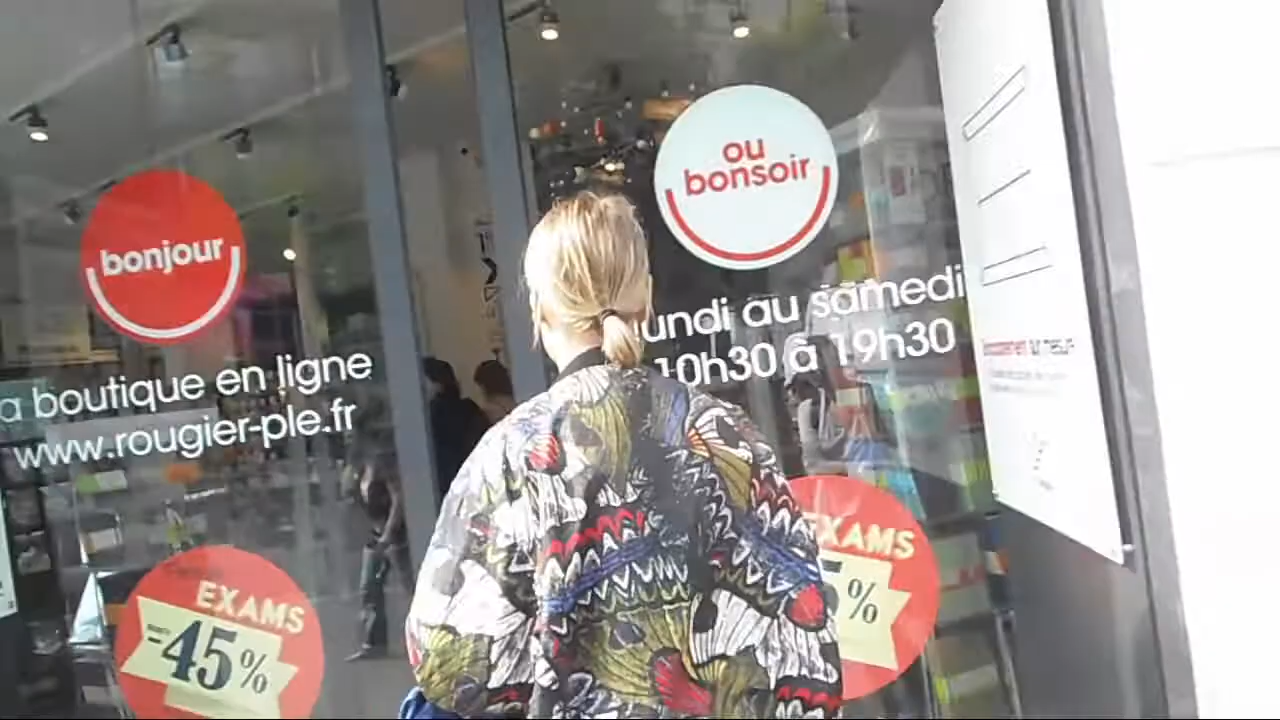 bonjour
a boutique en ligne
www.rougier-ple.fr
EXAMS
-45%
ou
bonsoir
undi au samedi
10h30 à 19h30
EXAMS
%